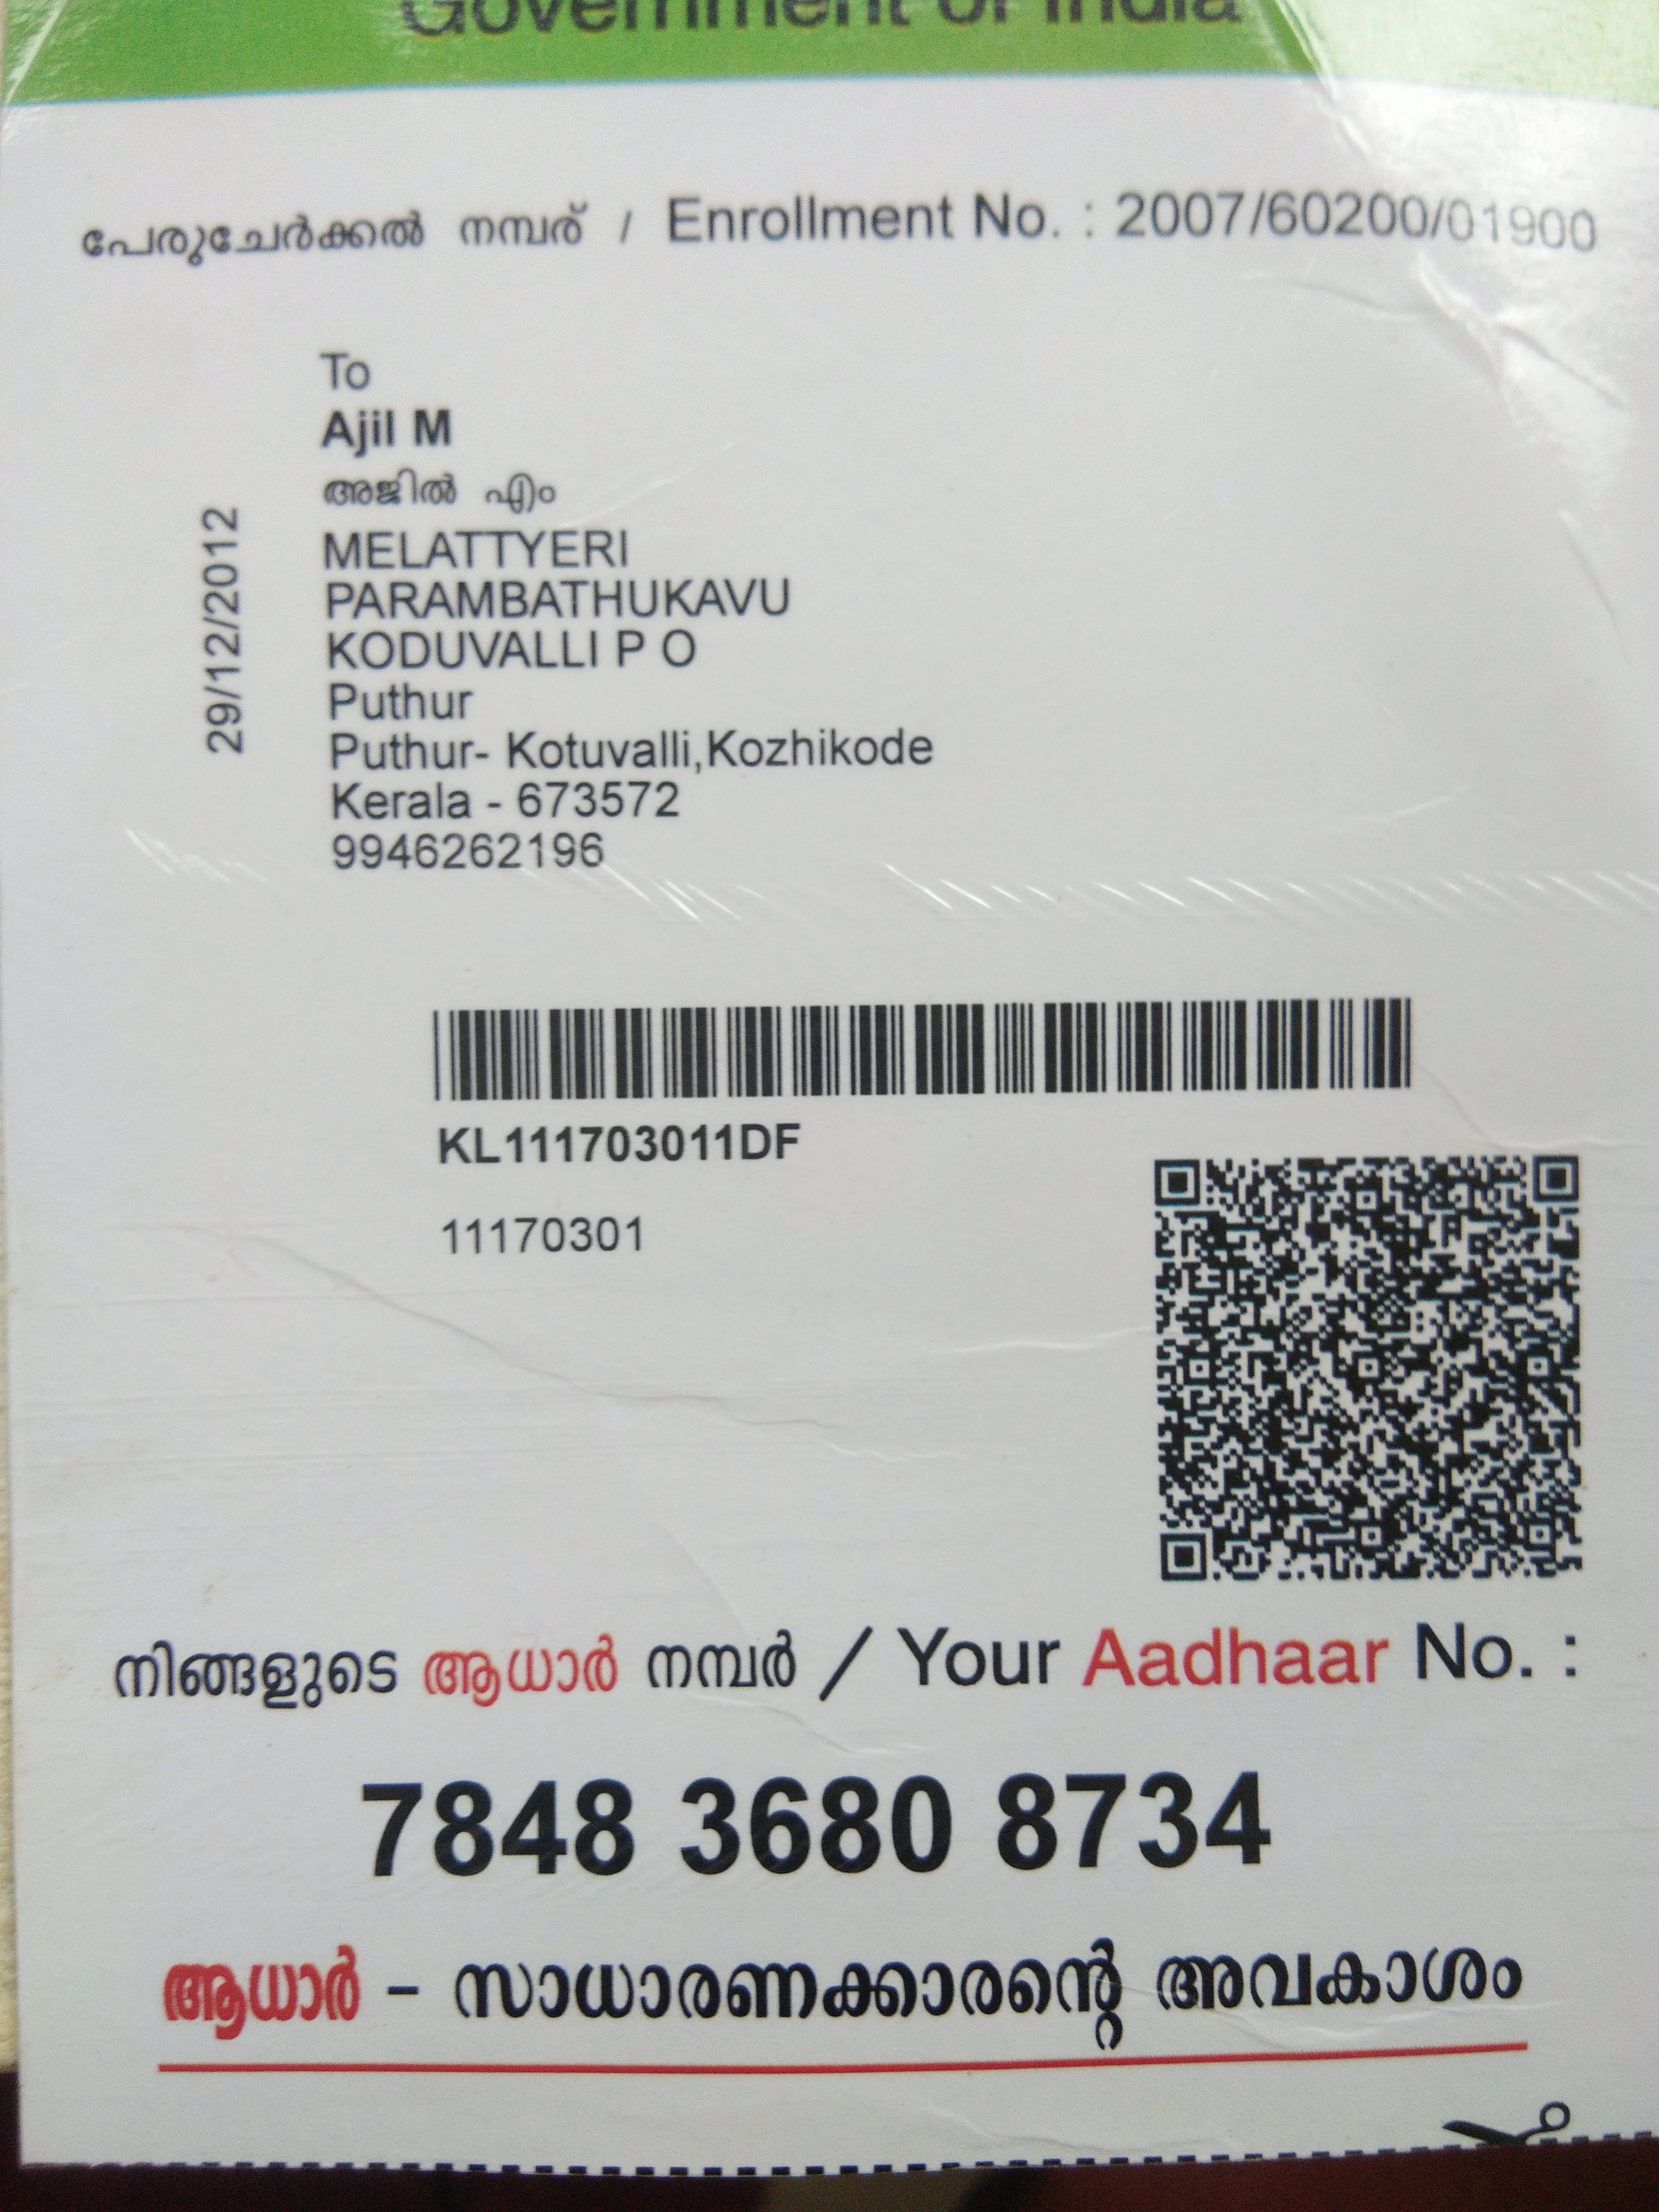 Government of India
പേരുചേർക്കൽ നമ്പര് / Enrollment No. : 2007/60200/01900
To
Ajil M
അജിൽ എം
MELATTYERI
PARAMBATHUKAVU
KODUVALLI P O
Puthur
Puthur- Kotuvalli,Kozhikode
Kerala - 673572
9946262196
29/12/2012
KL111703011DF
11170301
നിങ്ങളുടെ ആധാർ നമ്പർ / Your Aadhaar No. :
7848 3680 8734
ആധാർ - സാധാരണക്കാരന്റെ അവകാശം